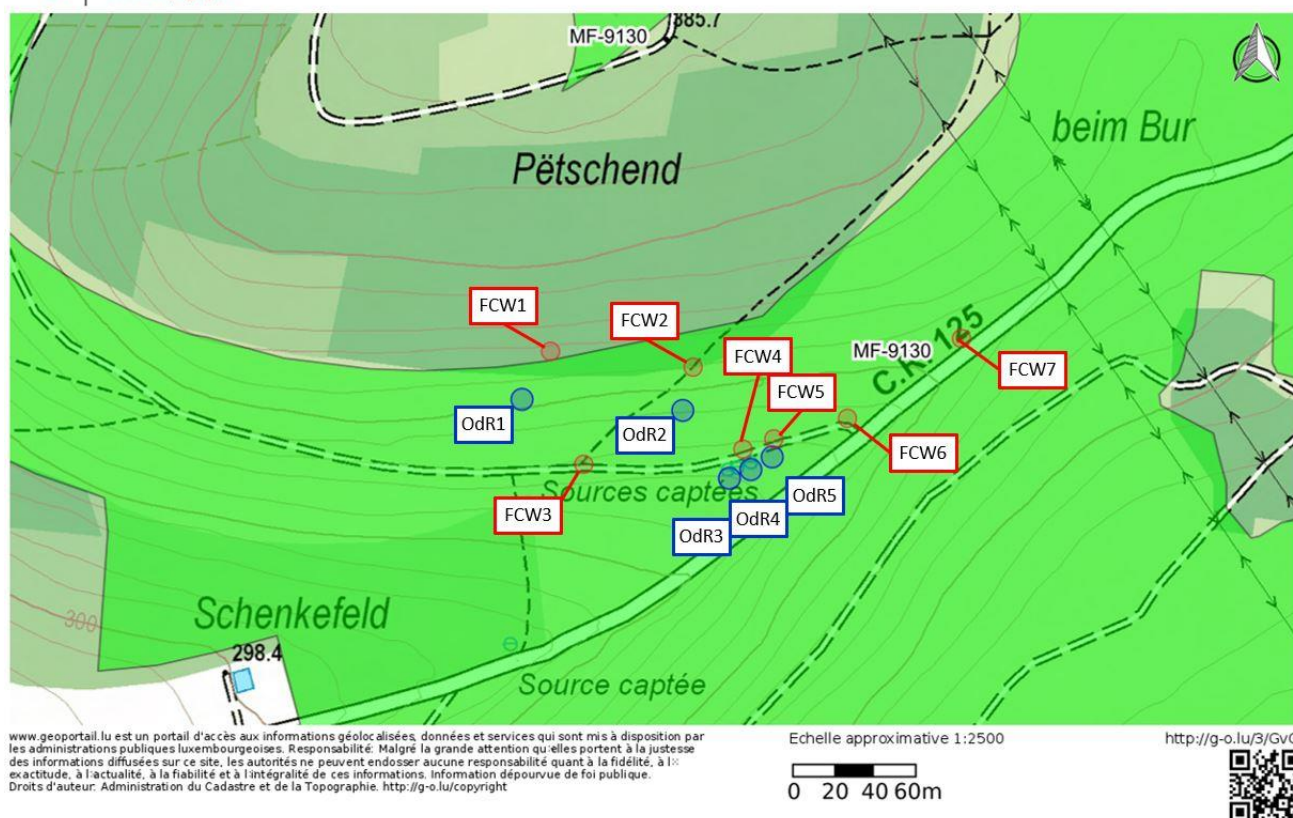 385.7
MF-9130
beim Bur
Pëtschend
FCW1
FCW2
FCW4
MF-9130
C.R. 125
FCW5
FCW7
OdR1
OdR2
FCW6
Sources captées
OdR5
FCW3
OdR4
OdR3
Schenkefeld
300
298.4
Source captée
www.geoportail.lu est un portail d'accès aux informations géolocalisées, données et services qui sont mis à disposition par
les administrations publiques luxembourgeoises. Responsabilité: Malgré la grande attention qu'elles portent à la justesse
des informations diffusées sur ce site, les autorités ne peuvent endosser aucune responsabilité quant à la fidélité, à l'
exactitude, à l'actualité, à la fiabilité et à l'intégralité de ces informations. Information dépourvue de foi publique.
Droits d'auteur: Administration du Cadastre et de la Topographie. http://g-o.lu/copyright
Echelle approximative 1:2500
0 20 40 60m